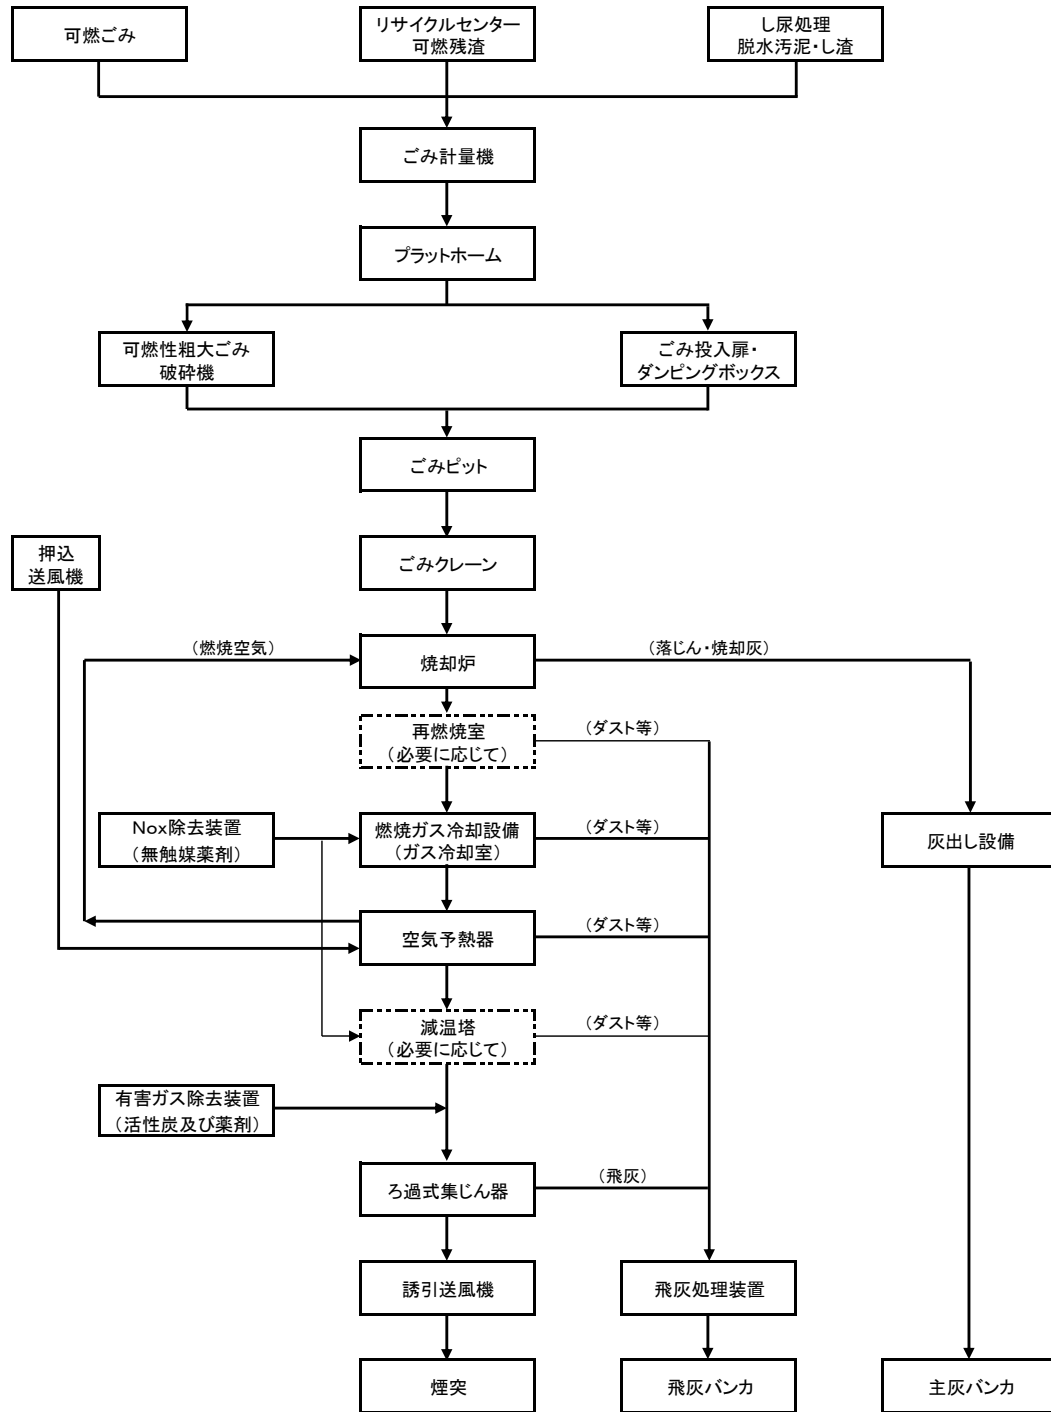 可燃ごみ
リサイクルセンター
可燃残渣
し尿処理
脱水汚泥・し渣
ごみ計量機
プラットホーム
可燃性粗大ごみ
破砕機
ごみ投入扉・
ダンピングボックス
ごみピット
押込
送風機
ごみクレーン
（燃焼空気）
焼却炉
（落じん・焼却灰）
再燃焼室
（必要に応じて）
（ダスト等）
Nox除去装置
（無触媒薬剤）
燃焼ガス冷却設備
（ガス冷却室）
（ダスト等）
灰出し設備
空気予熱器
（ダスト等）
減温塔
（必要に応じて）
（ダスト等）
有害ガス除去装置
（活性炭及び薬剤）
ろ過式集じん器
（飛灰）
誘引送風機
飛灰処理装置
煙突
飛灰バンカ
主灰バンカ